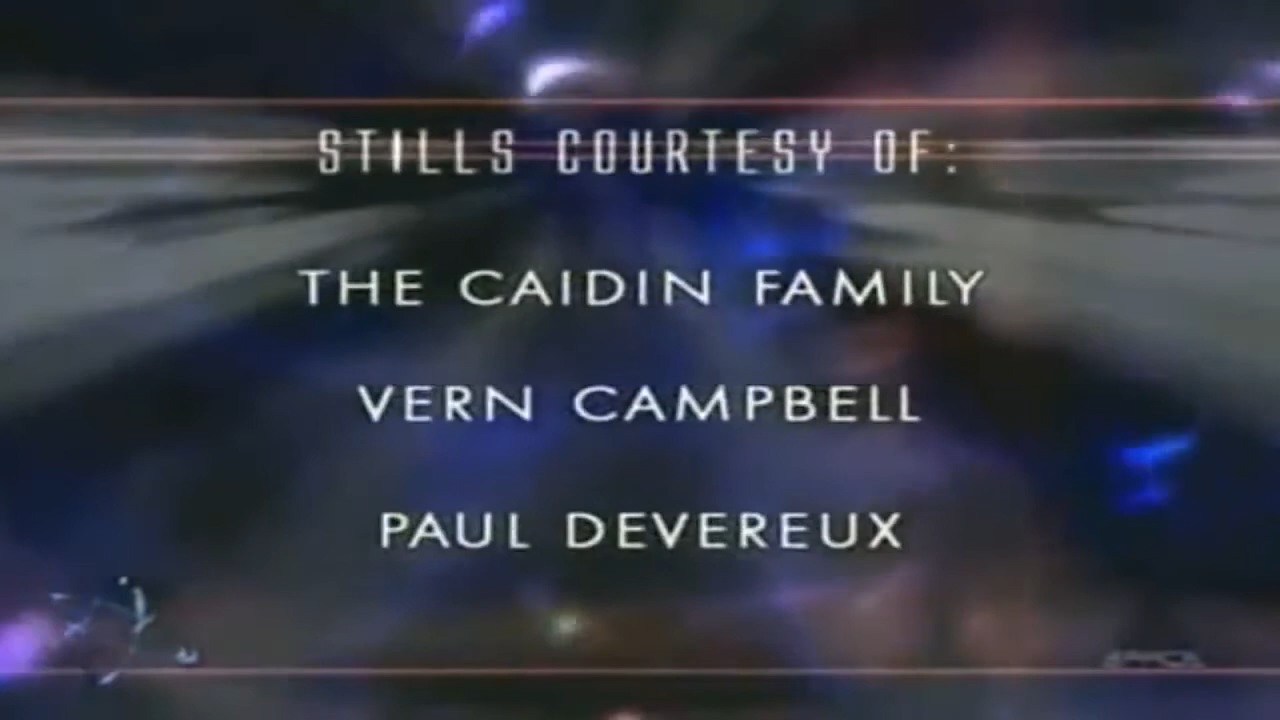 STILLS COURTESY OF:
THE CAIDIN FAMILY
VERN CAMPBELL
PAUL DEVEREUX